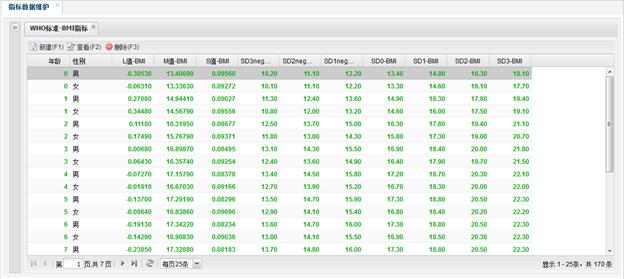 指标数据维护
WHO标准-BMI指标
新建(F1) 查看(F2) 删除(F3)
年龄 性别 L值-BMI M值-BMI S值-BMI SD3neg... SD2neg... SD1neg... SD0-BMI SD1-BMI SD2-BMI SD3-BMI
0 男 -0.30530 13.40690 0.09560 10.20 11.10 12.20 13.40 14.80 16.30 18.10
0 女 -0.06310 13.33630 0.09272 10.10 11.10 12.20 13.30 14.60 16.10 17.70
1 男 0.27080 14.94410 0.09027 11.30 12.40 13.60 14.90 16.30 17.80 19.40
1 女 0.34480 14.56790 0.09556 10.80 12.00 13.20 14.60 16.00 17.50 19.10
2 男 0.11180 16.31950 0.08677 12.50 13.70 15.00 16.30 17.80 19.40 21.10
2 女 0.17490 15.76790 0.09371 11.80 13.00 14.30 15.80 17.30 19.00 20.70
3 男 0.00680 16.89870 0.08495 13.10 14.30 15.50 16.90 18.40 20.00 21.80
3 女 0.06430 16.35740 0.09254 12.40 13.60 14.90 16.40 17.90 19.70 21.50
4 男 -0.07270 17.15790 0.08378 13.40 14.50 15.80 17.20 18.70 20.30 22.10
4 女 -0.01910 16.67030 0.09166 12.70 13.90 15.20 16.70 18.30 20.00 22.00
5 男 -0.13700 17.29190 0.08296 13.50 14.70 15.90 17.30 18.80 20.50 22.30
5 女 -0.08640 16.83860 0.09096 12.90 14.10 15.40 16.80 18.40 20.20 22.20
6 男 -0.19130 17.34220 0.08234 13.60 14.70 16.00 17.30 18.80 20.50 22.30
6 女 -0.14290 16.90830 0.09036 13.00 14.10 15.50 16.90 18.50 20.30 22.30
7 男 -0.23850 17.32880 0.08183 13.70 14.80 16.00 17.30 18.80 20.50 22.30
第 1 页,共 7 页 每页25条 显示 1 - 25条，共 170 条